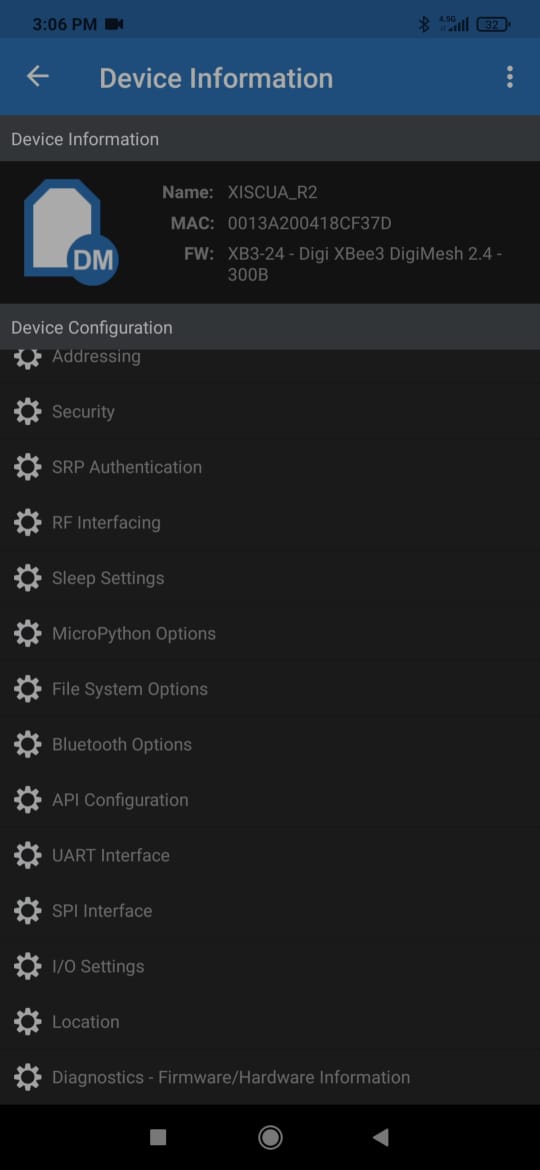 3:06 PM
4.5G
32
Device Information
Device Information
DM
Name: XISCUA_R2
MAC: 0013A200418CF37D
FW: XB3-24 - Digi XBee3 DigiMesh 2.4 -
300B
Device Configuration
Addressing
Security
SRP Authentication
RF Interfacing
Sleep Settings
MicroPython Options
File System Options
Bluetooth Options
API Configuration
UART Interface
SPI Interface
I/O Settings
Location
Diagnostics - Firmware/Hardware Information